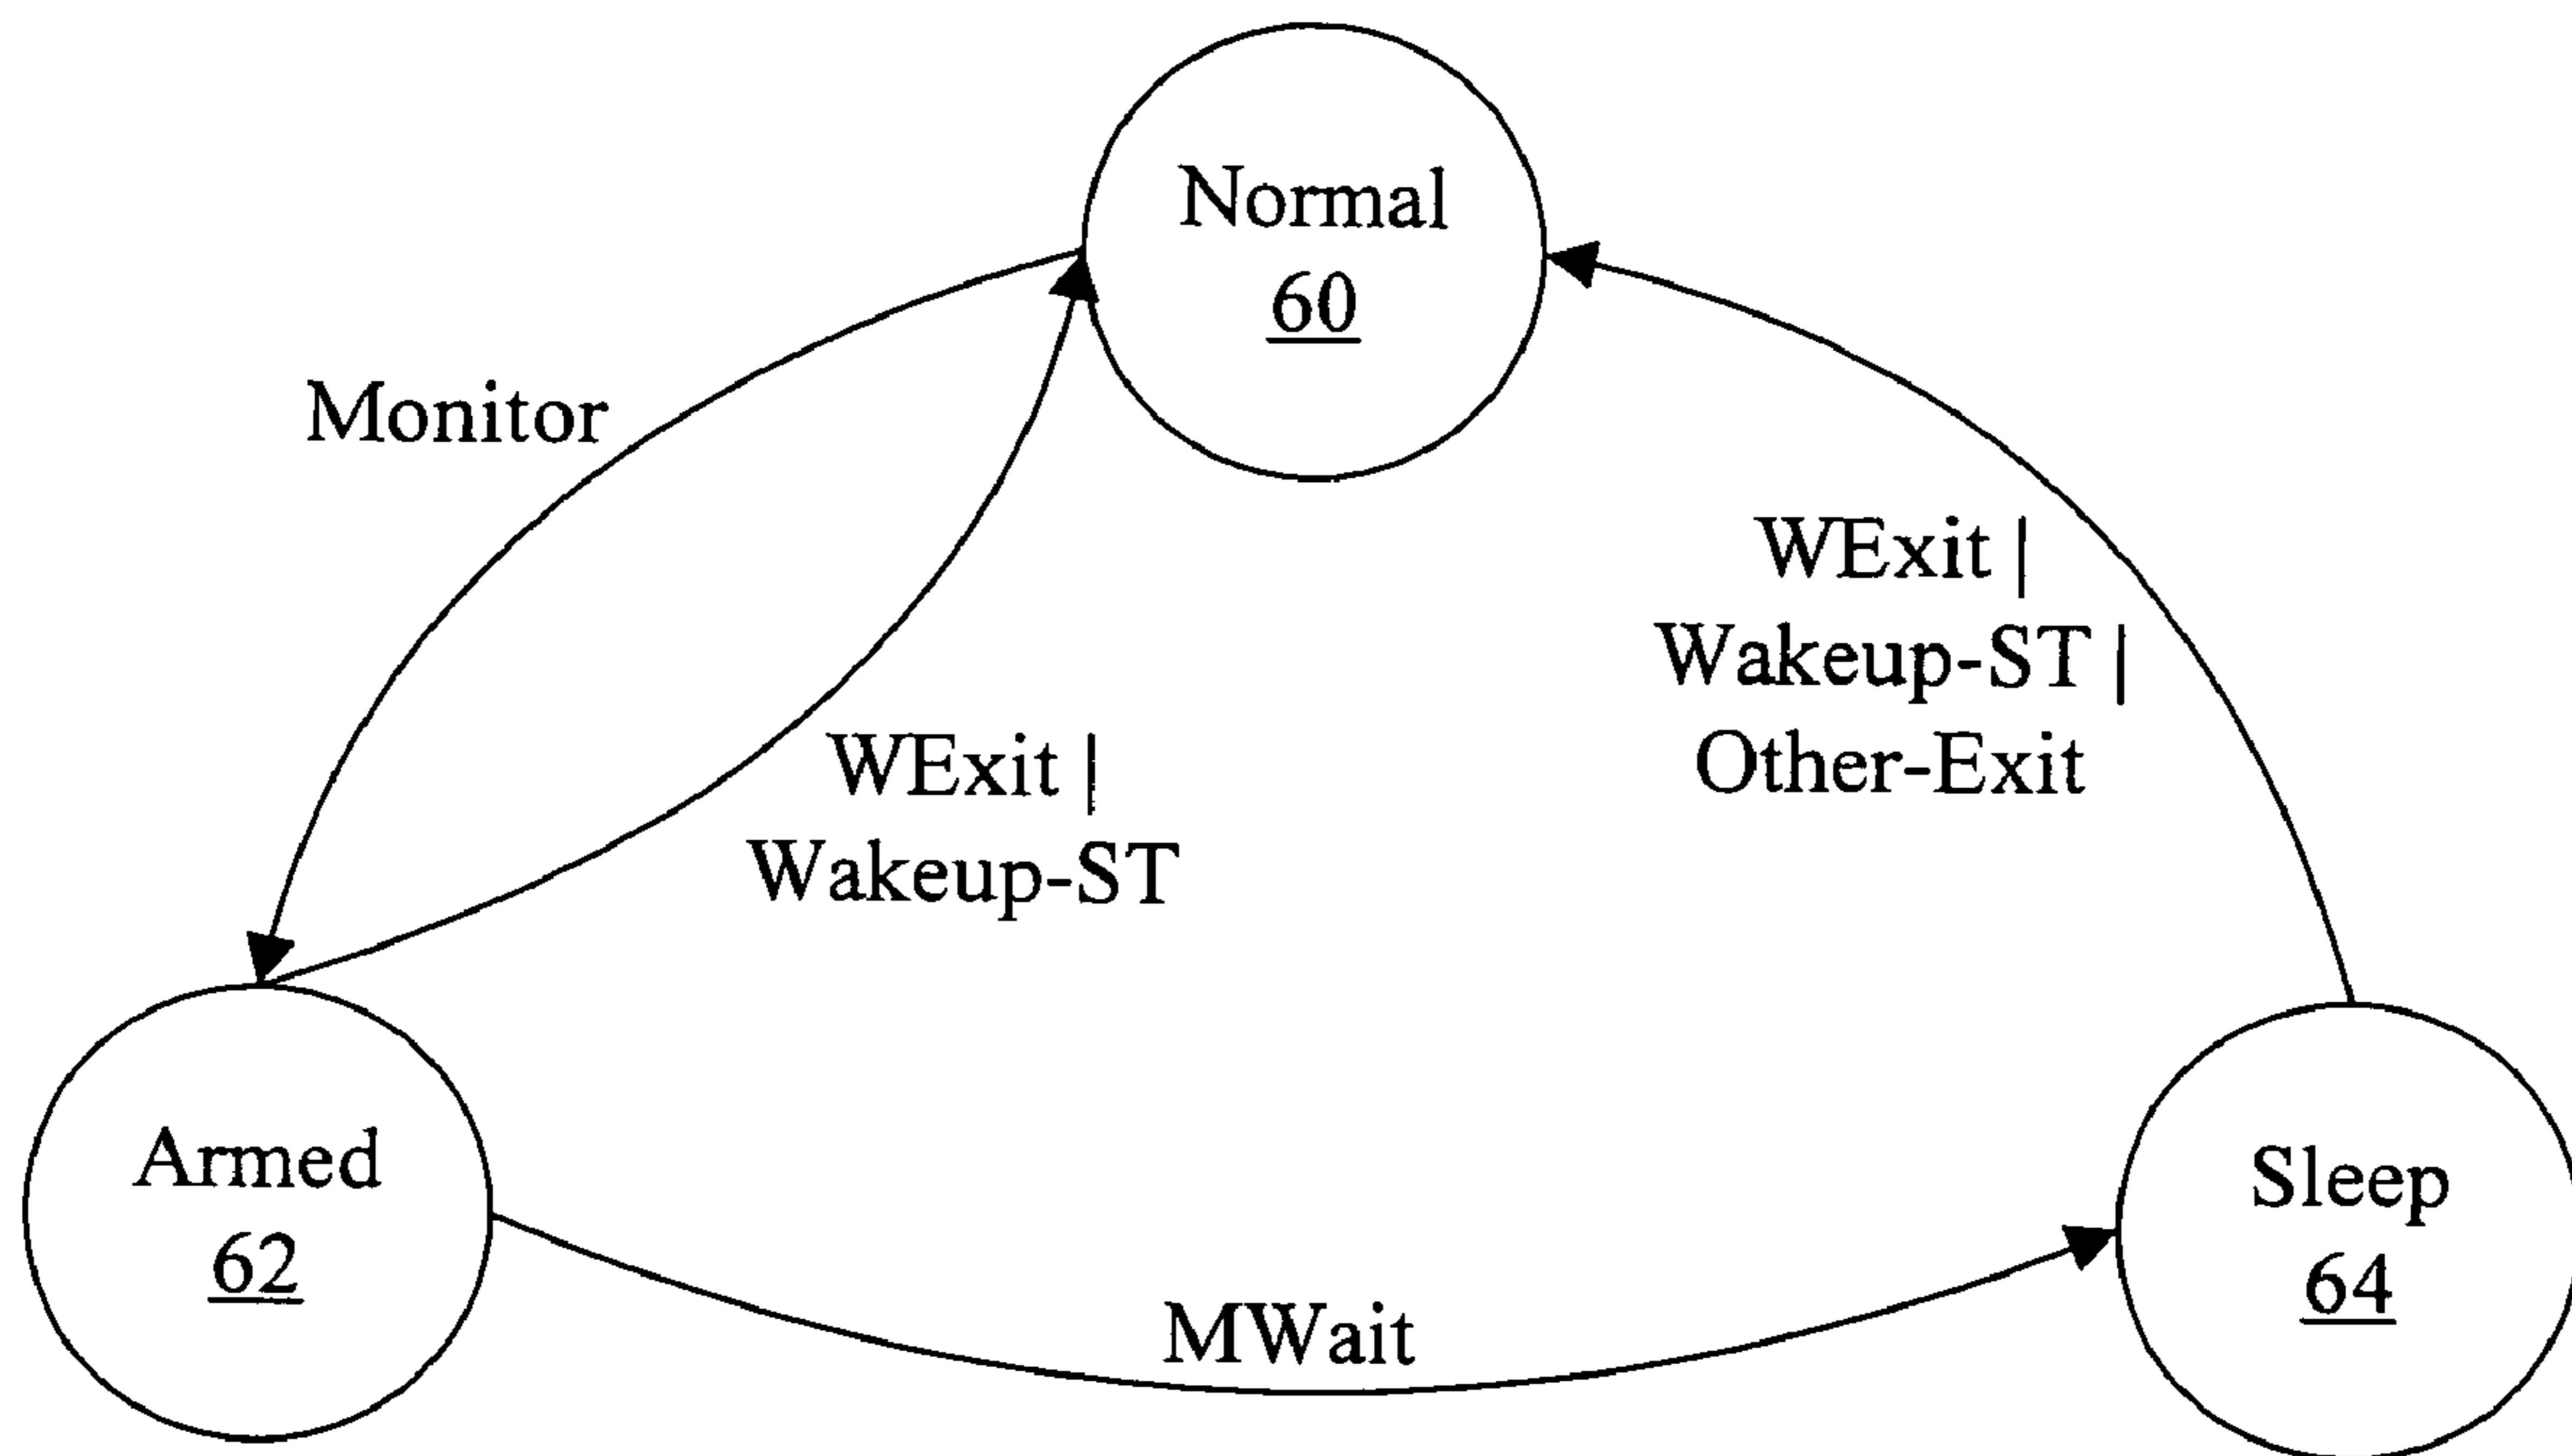 Normal
60
Monitor
WExit |
Wakeup-ST |
Other-Exit
WExit |
Wakeup-ST
Armed
62
Sleep
64
MWait